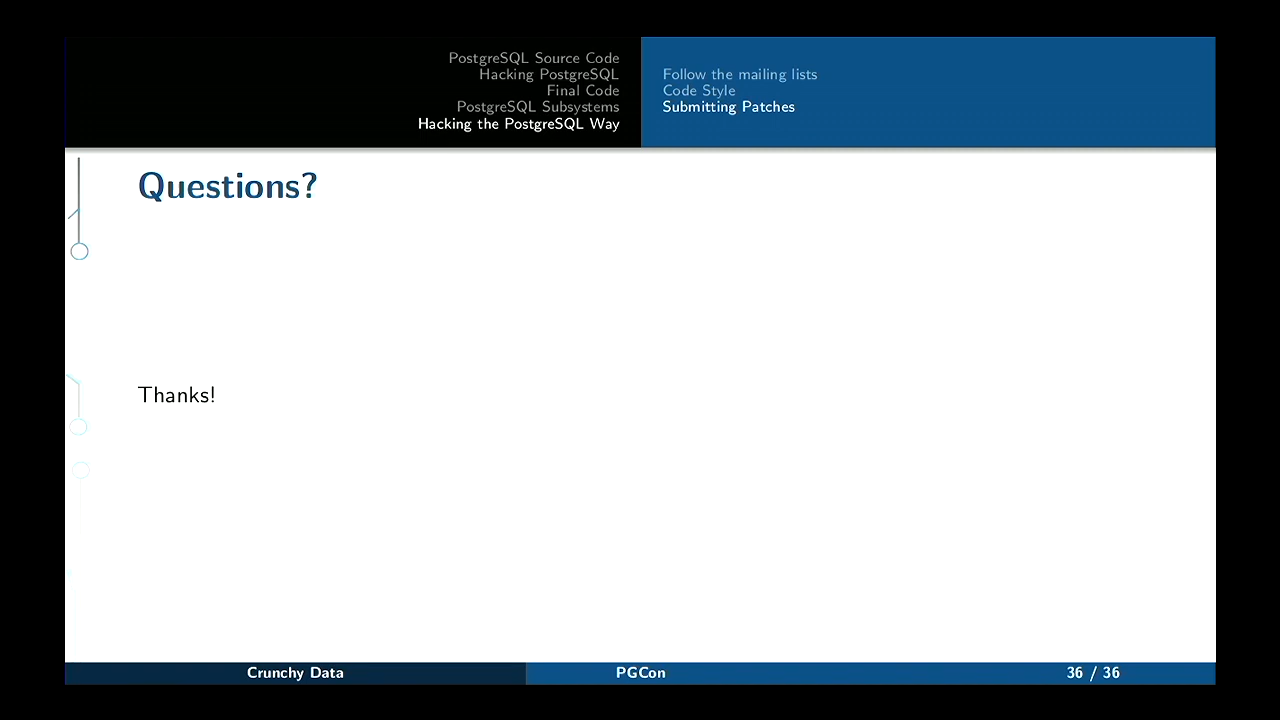 PostgreSQL Source Code
Hacking PostgreSQL
Final Code
PostgreSQL Subsystems
Hacking the PostgreSQL Way
Follow the mailing lists
Code Style
Submitting Patches
Questions?
Thanks!
Crunchy Data
PGCon
36 / 36